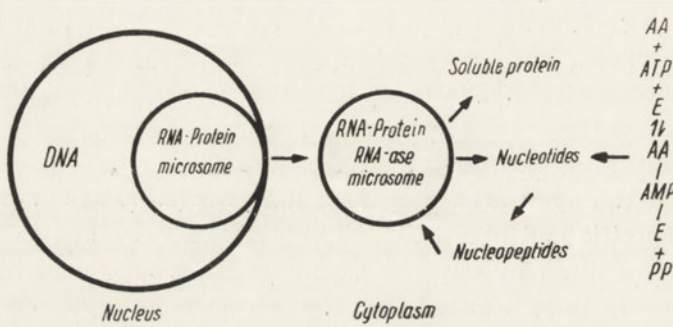 DNA
RNA-Protein
microsome
Nucleus
RNA-Protein
RNA-ase
microsome
Cytoplasm
Soluble protein
Nucleotides
Nucleopeptides
AA
+
ATP
+
E
⇅
AA
|
AMP
|
E
+
PP